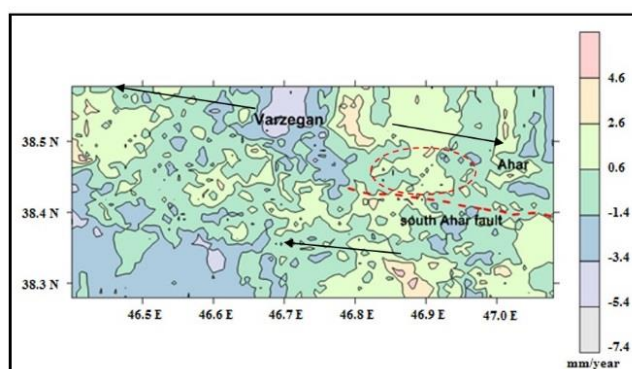 Varzegan
Ahar
south Ahar fault
38.5 N
38.4 N
38.3 N
46.5 E
46.6 E
46.7 E
46.8 E
46.9 E
47.0 E
4.6
2.6
0.6
-1.4
-3.4
-5.4
-7.4
mm/year